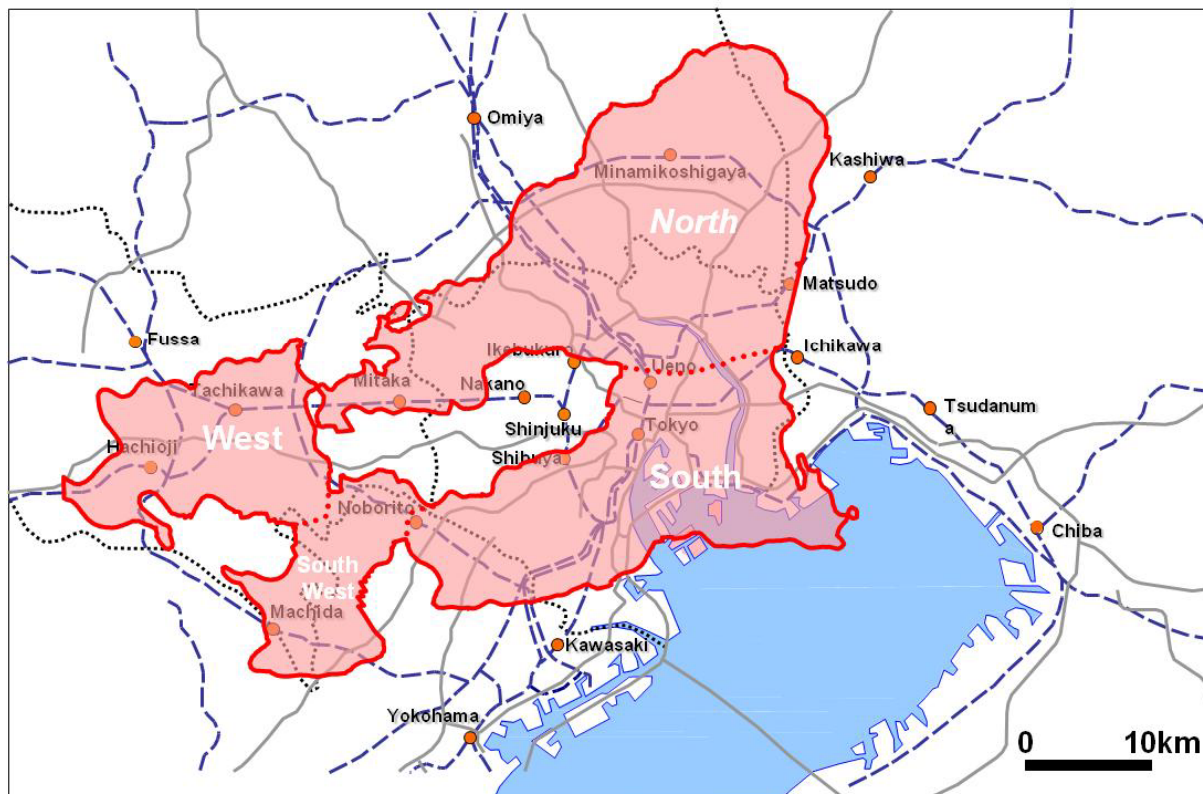 Omiya
Kashiwa
Minamikoshigaya
North
Matsudo
Fussa
Ikebukuro
Ichikawa
Ueno
Mitaka
Nakano
Tachikawa
Tsudanum
a
Shinjuku
Tokyo
West
Hachioji
Shibuya
South
Noborito
Chiba
South
West
Machida
Kawasaki
Yokohama
0 10km